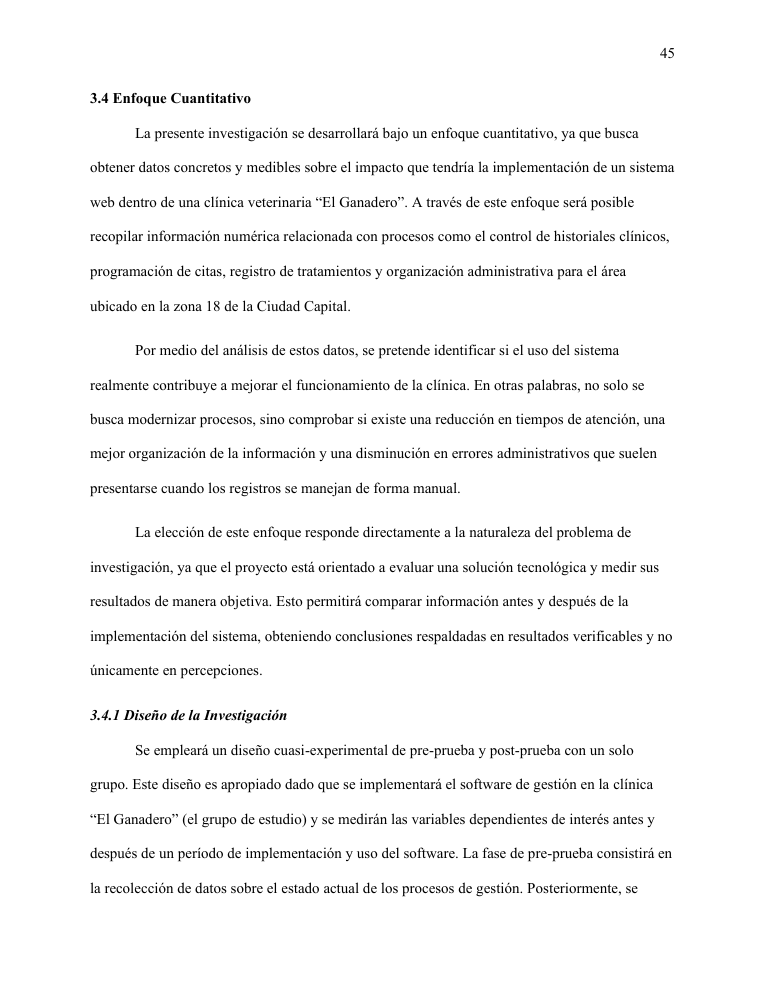 45
3.4 Enfoque Cuantitativo
La presente investigación se desarrollará bajo un enfoque cuantitativo, ya que busca
obtener datos concretos y medibles sobre el impacto que tendría la implementación de un sistema
web dentro de una clínica veterinaria “El Ganadero”. A través de este enfoque será posible
recopilar información numérica relacionada con procesos como el control de historiales clínicos,
programación de citas, registro de tratamientos y organización administrativa para el área
ubicado en la zona 18 de la Ciudad Capital.
Por medio del análisis de estos datos, se pretende identificar si el uso del sistema
realmente contribuye a mejorar el funcionamiento de la clínica. En otras palabras, no solo se
busca modernizar procesos, sino comprobar si existe una reducción en tiempos de atención, una
mejor organización de la información y una disminución en errores administrativos que suelen
presentarse cuando los registros se manejan de forma manual.
La elección de este enfoque responde directamente a la naturaleza del problema de
investigación, ya que el proyecto está orientado a evaluar una solución tecnológica y medir sus
resultados de manera objetiva. Esto permitirá comparar información antes y después de la
implementación del sistema, obteniendo conclusiones respaldadas en resultados verificables y no
únicamente en percepciones.
3.4.1 Diseño de la Investigación
Se empleará un diseño cuasi-experimental de pre-prueba y post-prueba con un solo
grupo. Este diseño es apropiado dado que se implementará el software de gestión en la clínica
“El Ganadero” (el grupo de estudio) y se medirán las variables dependientes de interés antes y
después de un período de implementación y uso del software. La fase de pre-prueba consistirá en
la recolección de datos sobre el estado actual de los procesos de gestión. Posteriormente, se